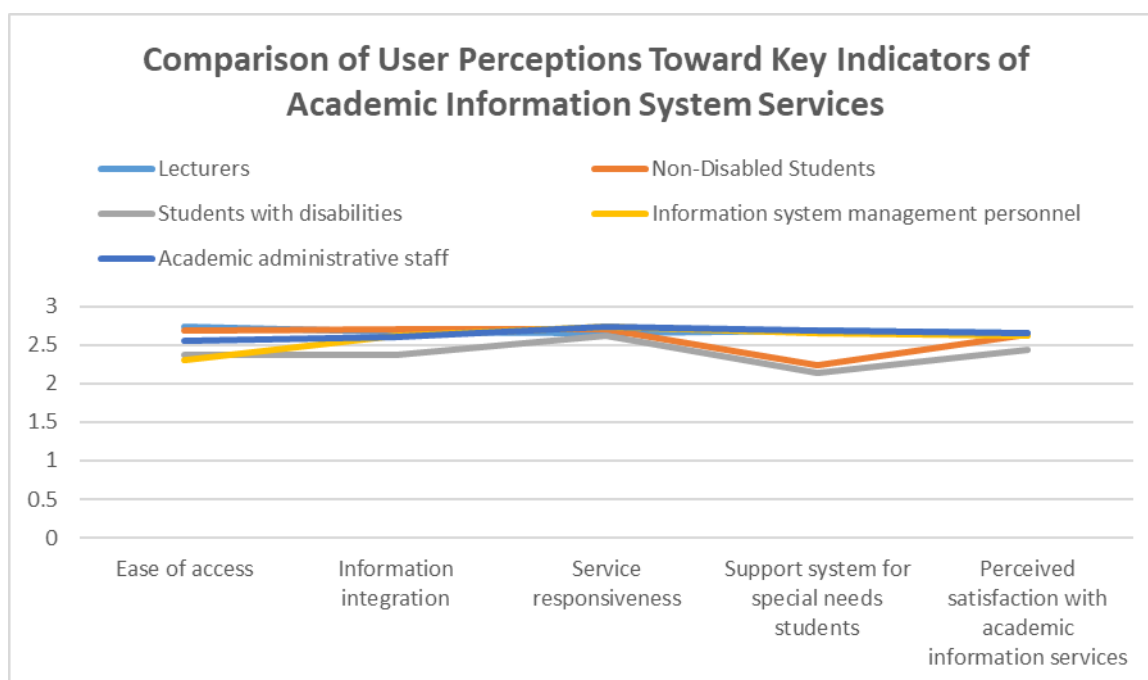 Comparison of User Perceptions Toward Key Indicators of
Academic Information System Services
Lecturers
Non-Disabled Students
Students with disabilities
Information system management personnel
Academic administrative staff
3
2.5
2
1.5
1
0.5
0
Ease of access
Information
integration
Service
responsiveness
Support system for
special needs
students
Perceived
satisfaction with
academic
information services